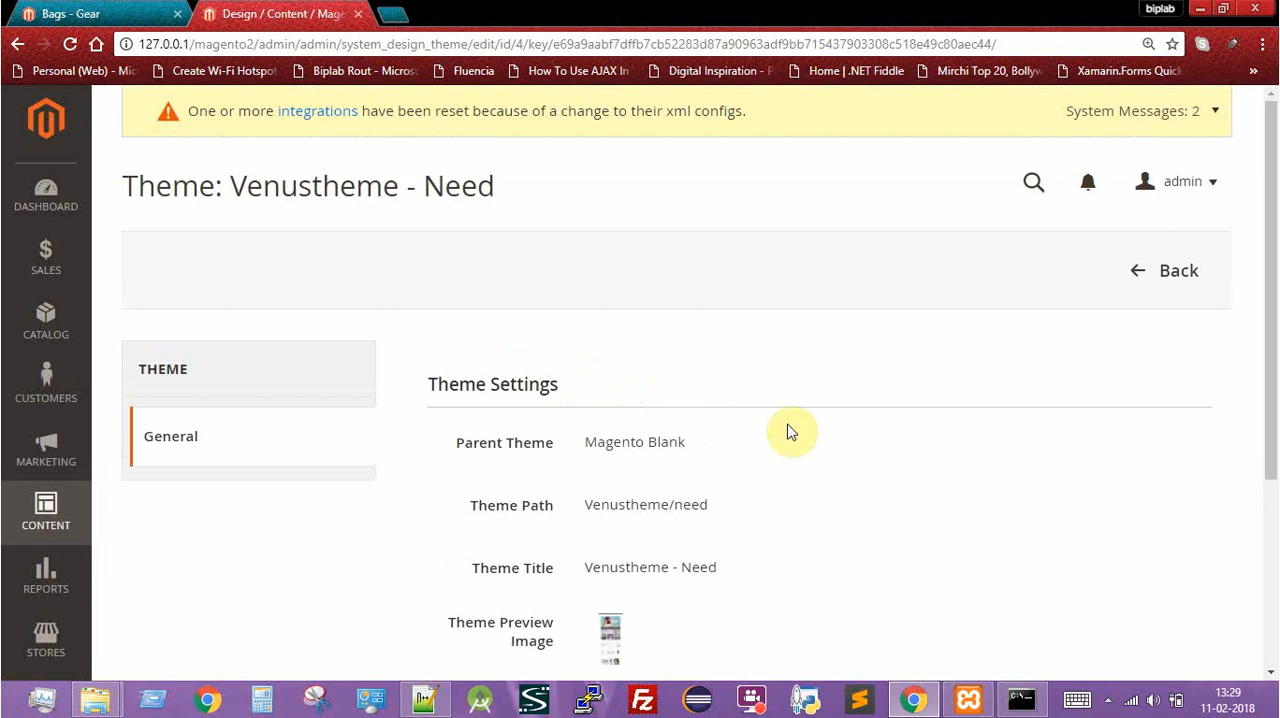 Bags - Gear
Design / Content / Mage
biplab
127.0.0.1/magento2/admin/admin/system_design_theme/edit/id/4/key/e69a9aabf7dffb7cb52283d87a90963adf9bb715437903308c518e49c80aec44/
Personal (Web) - Mic
Create Wi-Fi Hotspot
Biplab Rout - Micros
Fluencia
How To Use AJAX In
Digital Inspiration - P
Home | .NET Fiddle
Mirchi Top 20, Bolly
Xamarin.Forms Quick
»
One or more integrations have been reset because of a change to their xml configs.
System Messages: 2
Theme: Venustheme - Need
admin
DASHBOARD
SALES
CATALOG
CUSTOMERS
MARKETING
CONTENT
REPORTS
STORES
Back
THEME
General
Theme Settings
Parent Theme Magento Blank
Theme Path Venustheme/need
Theme Title Venustheme - Need
Theme Preview
Image
13:29
11-02-2018